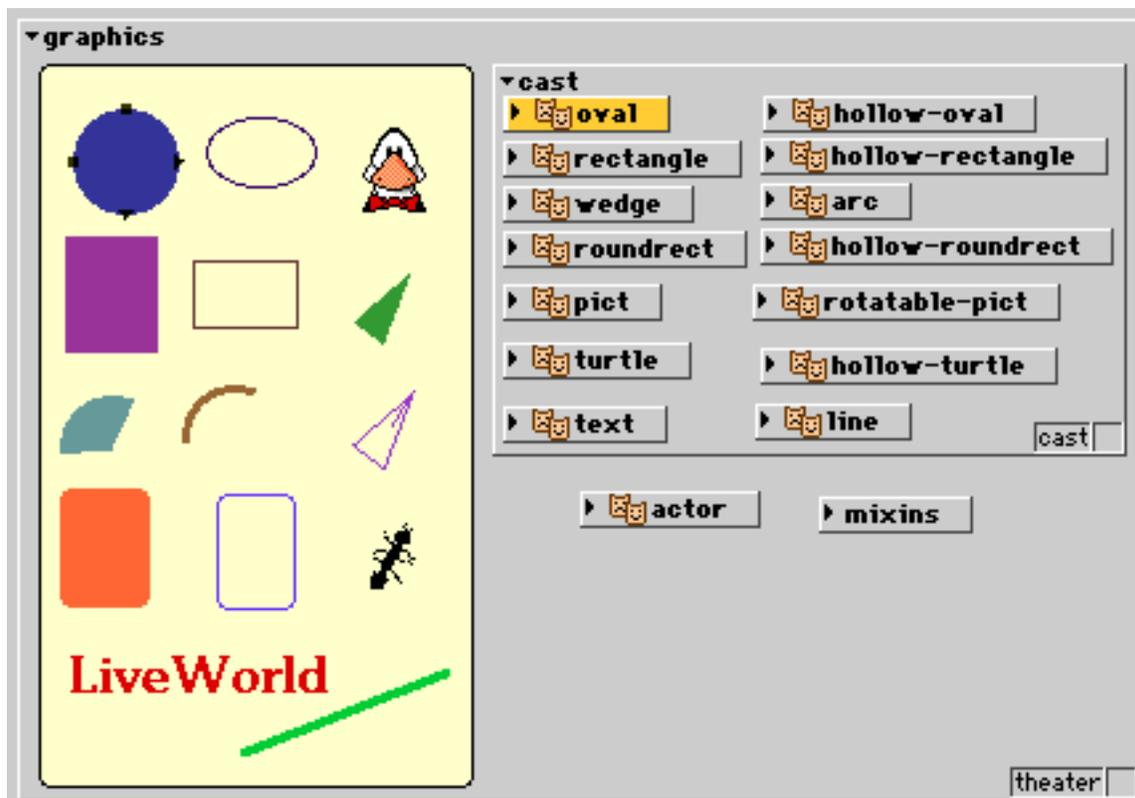 graphics
cast
oval
hollow-oval
rectangle
hollow-rectangle
wedge
arc
roundrect
hollow-roundrect
pict
rotatable-pict
turtle
hollow-turtle
text
line
cast
actor
mixins
LiveWorld
theater